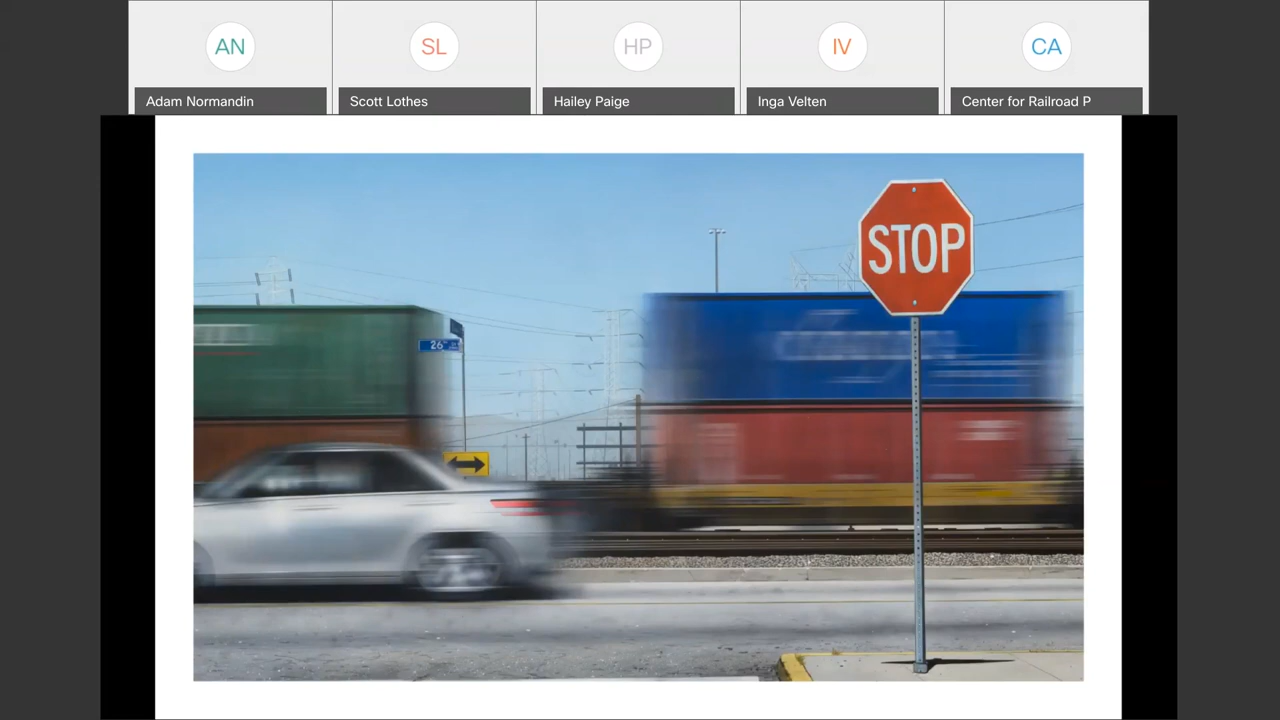 AN
SL
HP
IV
CA
Adam Normandin
Scott Lothes
Hailey Paige
Inga Velten
Center for Railroad P
STOP
26